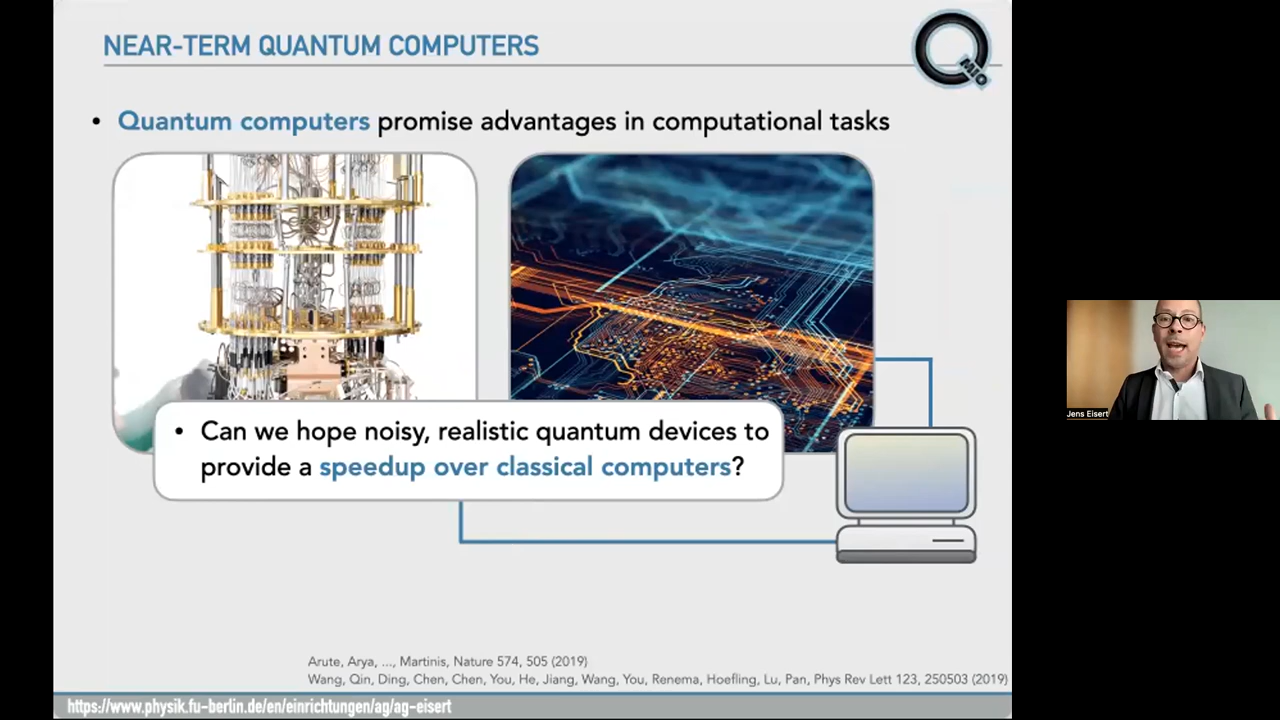 NEAR-TERM QUANTUM COMPUTERS
QMIO
• Quantum computers promise advantages in computational tasks
• Can we hope noisy, realistic quantum devices to
provide a speedup over classical computers?
Jens Eisert
Arute, Arya, ..., Martinis, Nature 574, 505 (2019)
Wang, Qin, Ding, Chen, Chen, You, He, Jiang, Wang, You, Renema, Hoefling, Lu, Pan, Phys Rev Lett 123, 250503 (2019)
https://www.physik.fu-berlin.de/en/einrichtungen/ag/ag-eisert